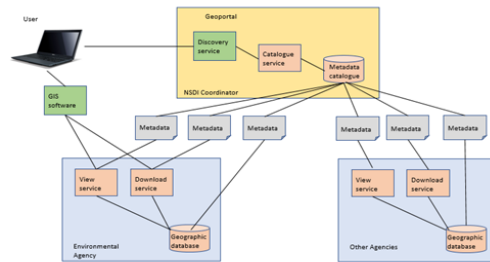 User
Geoportal
Discovery
service
Catalogue
service
Metadata
catalogue
NSDI Coordinator
GIS
software
Metadata
Metadata
Metadata
Metadata
Metadata
Metadata
View
service
Download
service
Geographic
database
Environmental
Agency
View
service
Download
service
Geographic
database
Other Agencies